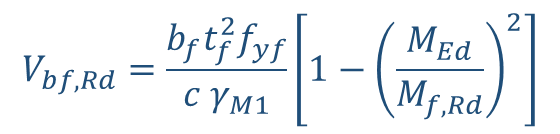 $V_{bf,Rd} = \frac{b_f t_f^2 f_{yf}}{c \, \gamma_{M1}} \left[ 1 - \left( \frac{M_{Ed}}{M_{f,Rd}} \right)^2 \right]$